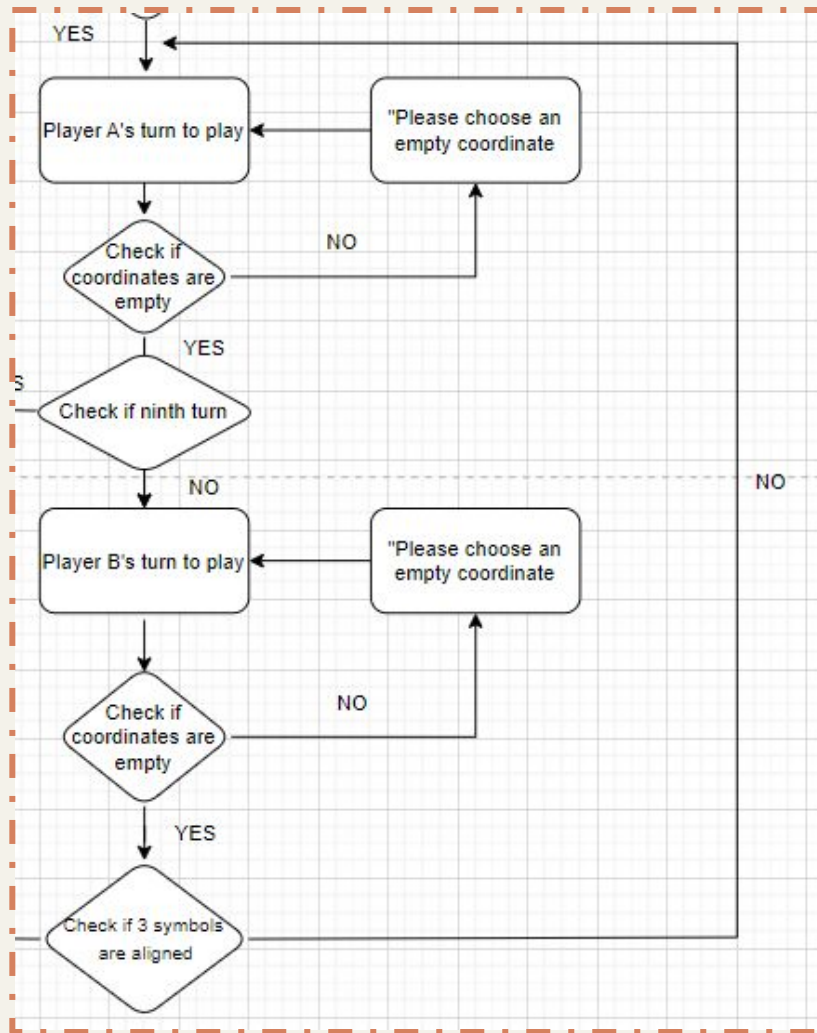 YES
Player A's turn to play
"Please choose an
empty coordinate
Check if
coordinates are
empty
NO
YES
S
Check if ninth turn
NO
NO
Player B's turn to play
"Please choose an
empty coordinate
Check if
coordinates are
empty
NO
YES
Check if 3 symbols
are aligned